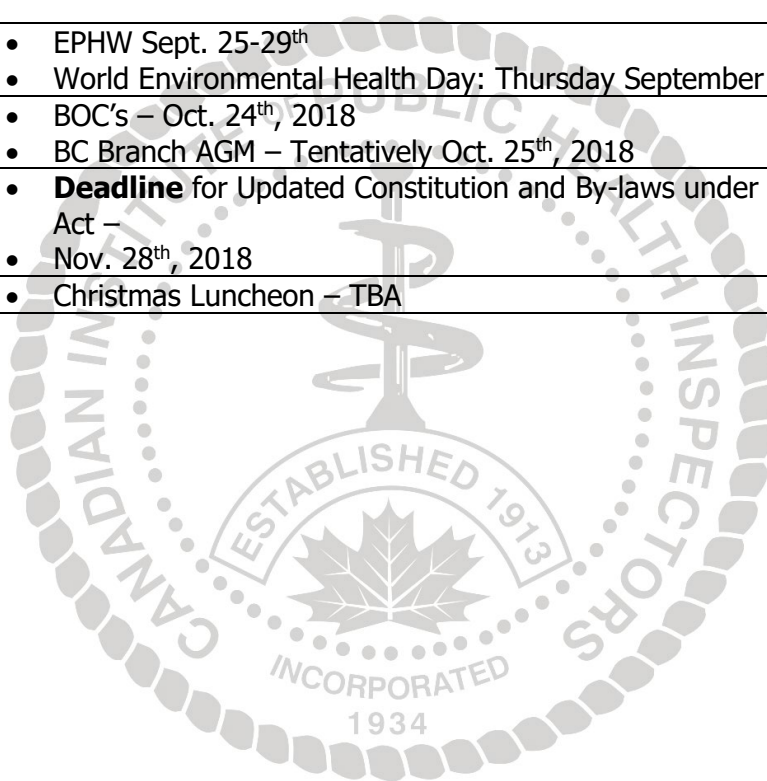 • EPHW Sept. 25-29th
• World Environmental Health Day: Thursday September
• BOC's – Oct. 24th, 2018
• BC Branch AGM – Tentatively Oct. 25th, 2018
• Deadline for Updated Constitution and By-laws under
Act –
• Nov. 28th, 2018
• Christmas Luncheon – TBA
CANADIAN INSTITUTE OF PUBLIC HEALTH INSPECTORS
ESTABLISHED 1913
INCORPORATED
1934